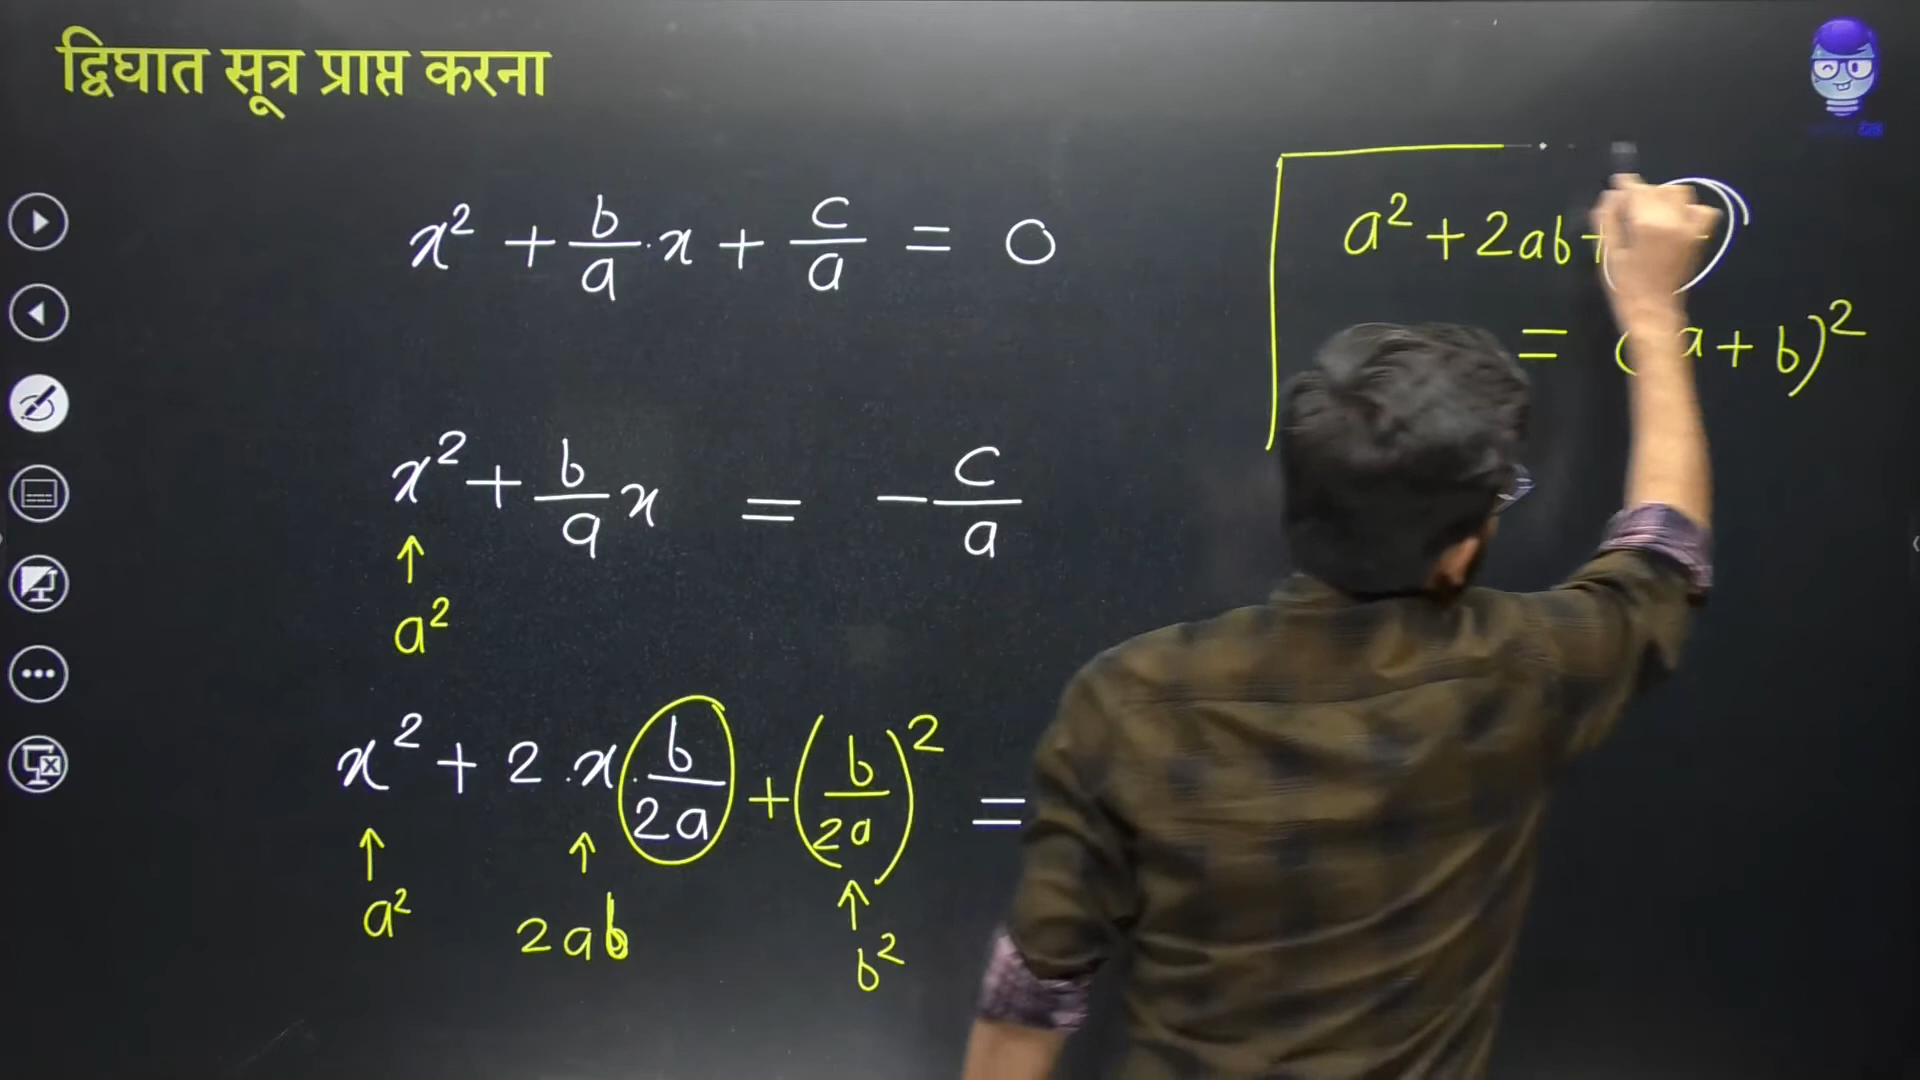 द्विघात सूत्र प्राप्त करना
x² + b/a · x + c/a = 0
x² + b/a x = - c/a
↑
a²
x² + 2 · x · b/2a + (b/2a)² =
↑ ↑ ↑
a² 2ab b²
a² + 2ab +
= a + b)²